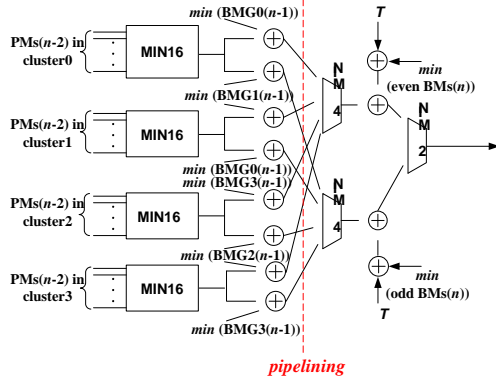 min (BMG0(n-1))
PMs(n-2) in
cluster0
MIN16
min (BMG1(n-1))
PMs(n-2) in
cluster1
MIN16
min (BMG0(n-1))
min (BMG3(n-1))
PMs(n-2) in
cluster2
MIN16
min (BMG2(n-1))
PMs(n-2) in
cluster3
MIN16
min (BMG3(n-1))
pipelining
N
M
4
N
M
4
T
min
(even BMs(n))
N
M
2
min
(odd BMs(n))
T